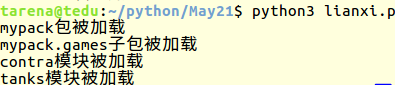 tarena@tedu:~/python/May21$ python3 lianxi.p
mypack包被加载
mypack.games子包被加载
contra模块被加载
tanks模块被加载